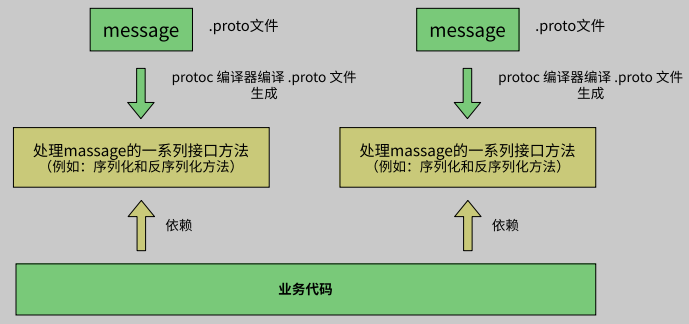 message
.proto文件
message
.proto文件
protoc 编译器编译 .proto 文件
生成
protoc 编译器编译 .proto 文件
生成
处理massage的一系列接口方法
（例如：序列化和反序列化方法）
处理massage的一系列接口方法
（例如：序列化和反序列化方法）
依赖
依赖
业务代码